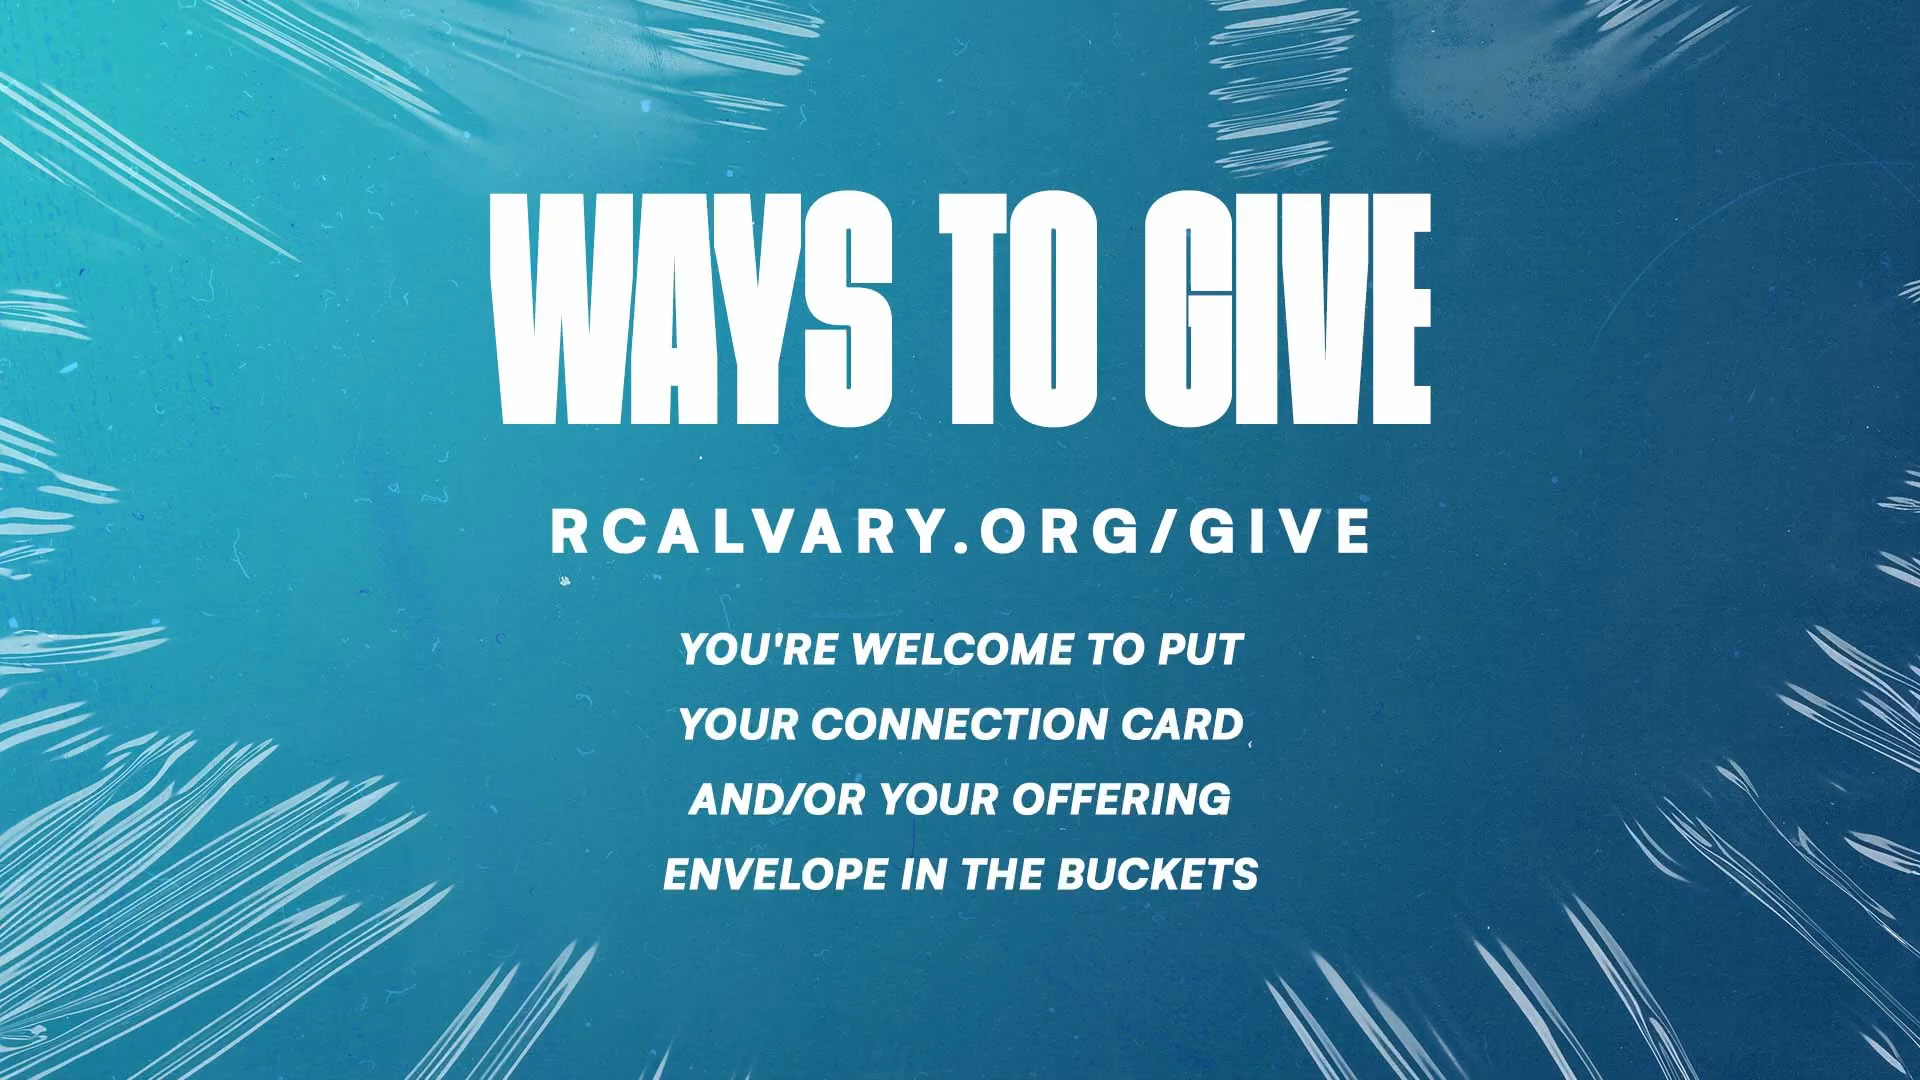 WAYS TO GIVE
RCALVARY.ORG/GIVE
YOU'RE WELCOME TO PUT
YOUR CONNECTION CARD
AND/OR YOUR OFFERING
ENVELOPE IN THE BUCKETS